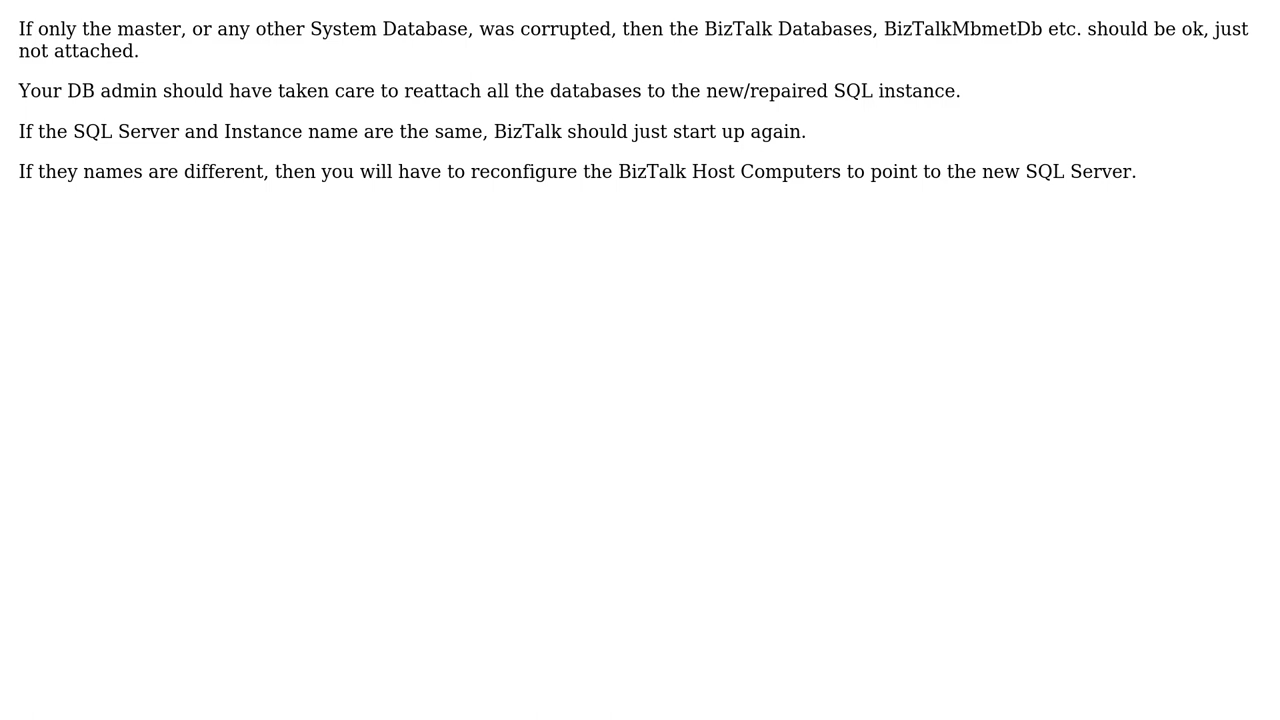 If only the master, or any other System Database, was corrupted, then the BizTalk Databases, BizTalkMbmetDb etc. should be ok, just
not attached.
Your DB admin should have taken care to reattach all the databases to the new/repaired SQL instance.
If the SQL Server and Instance name are the same, BizTalk should just start up again.
If they names are different, then you will have to reconfigure the BizTalk Host Computers to point to the new SQL Server.